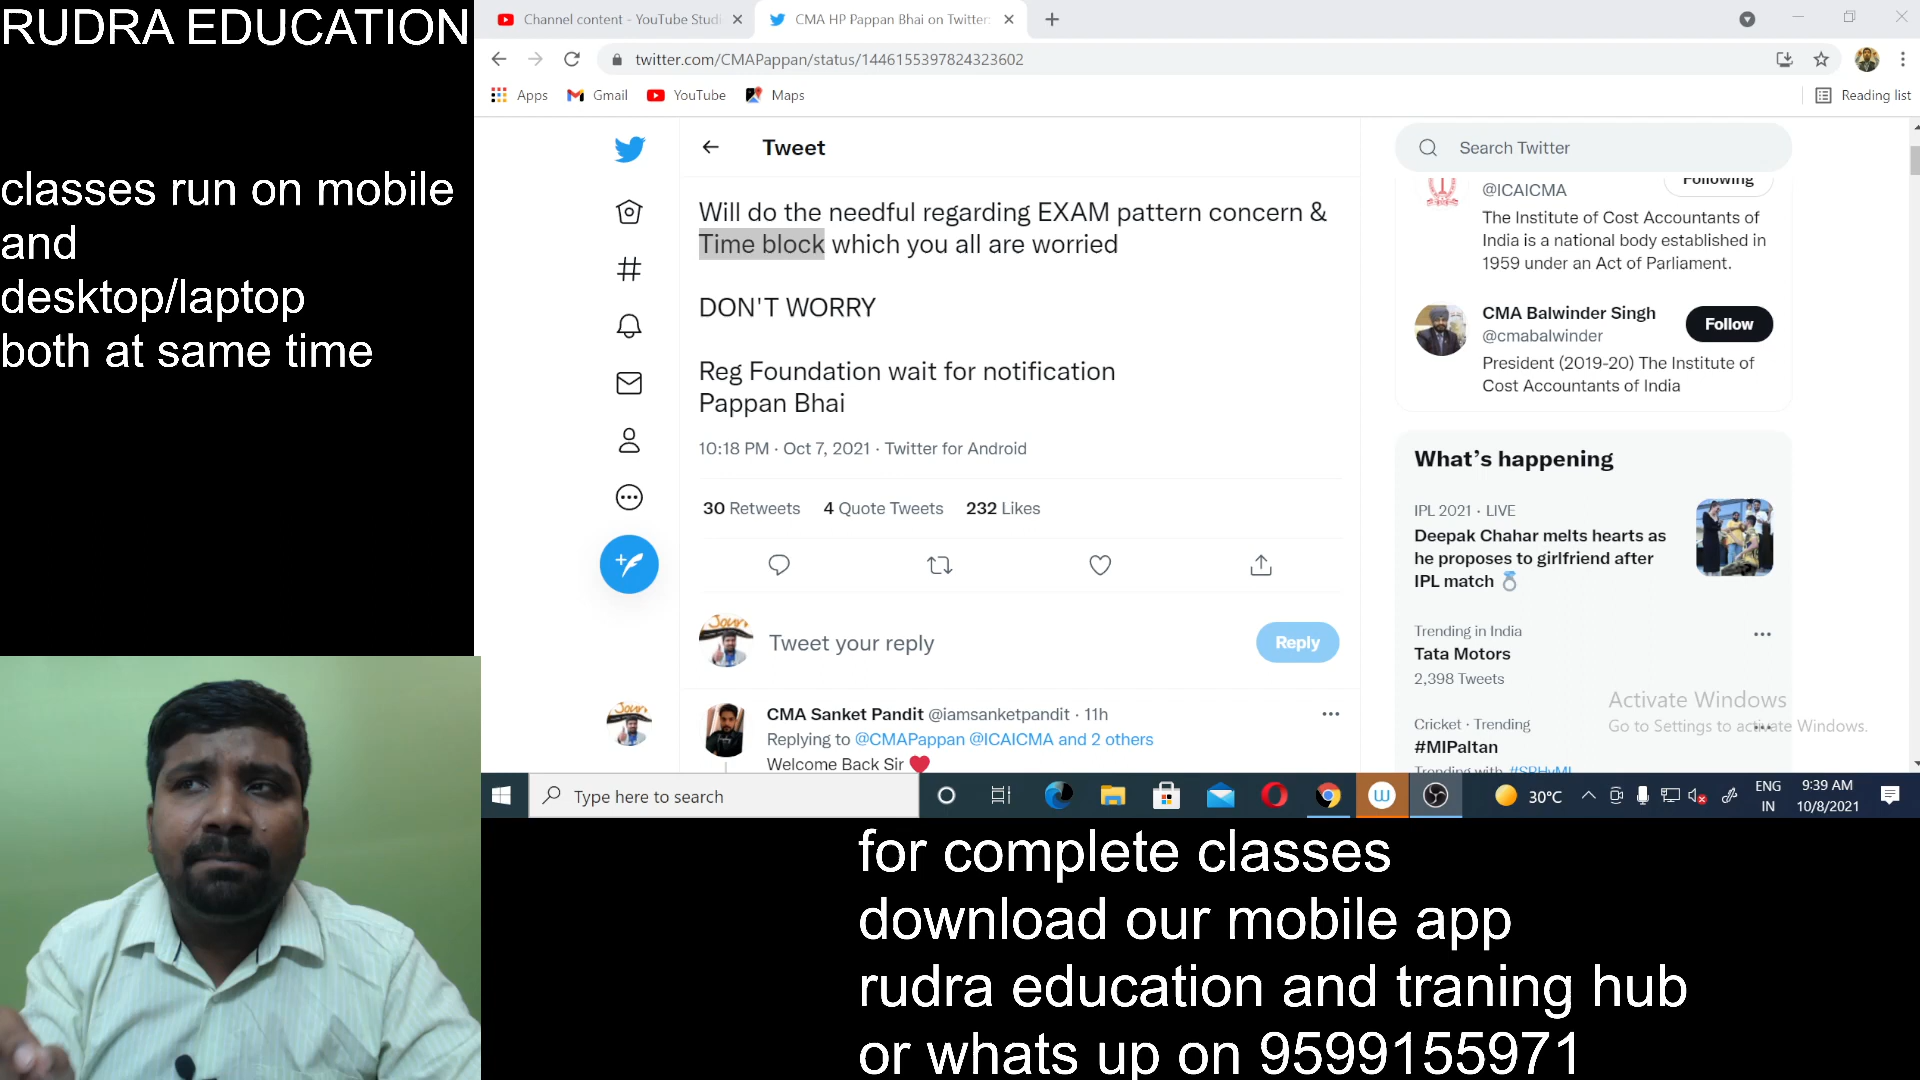 RUDRA EDUCATION
classes run on mobile
and
desktop/laptop
both at same time
Channel content - YouTube Studi
CMA HP Pappan Bhai on Twitter:
twitter.com/CMAPappan/status/1446155397824323602
Apps
Gmail
YouTube
Maps
Reading list
Tweet
Will do the needful regarding EXAM pattern concern &
Time block which you all are worried
DON'T WORRY
Reg Foundation wait for notification
Pappan Bhai
10:18 PM · Oct 7, 2021 · Twitter for Android
30 Retweets 4 Quote Tweets 232 Likes
Tweet your reply
Reply
CMA Sanket Pandit @iamsanketpandit · 11h
Replying to @CMAPappan @ICAICMA and 2 others
Welcome Back Sir ❤️
Search Twitter
@ICAICMA
Following
The Institute of Cost Accountants of
India is a national body established in
1959 under an Act of Parliament.
CMA Balwinder Singh
@cmabalwinder
Follow
President (2019-20) The Institute of
Cost Accountants of India
What's happening
IPL 2021 · LIVE
Deepak Chahar melts hearts as
he proposes to girlfriend after
IPL match 💍
Trending in India
Tata Motors
2,398 Tweets
Cricket · Trending
#MIPaltan
Trending with #SRHvMI
Activate Windows
Go to Settings to activate Windows.
Type here to search
30°C
ENG
IN
9:39 AM
10/8/2021
for complete classes
download our mobile app
rudra education and traning hub
or whats up on 9599155971